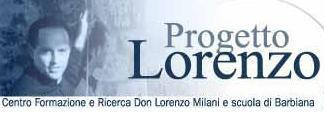 Progetto
Lorenzo
Centro Formazione e Ricerca Don Lorenzo Milani e scuola di Barbiana